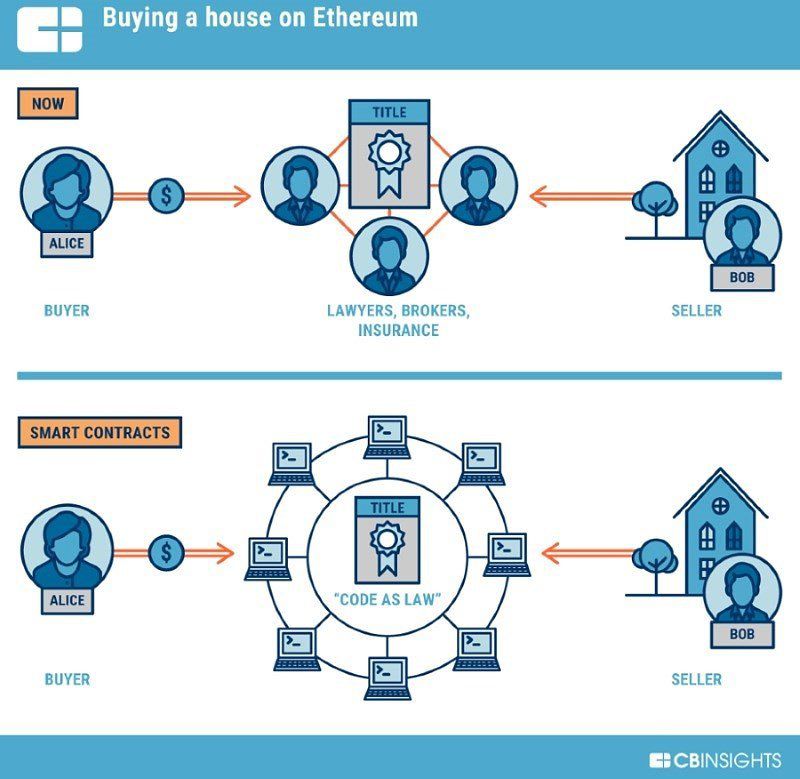 Buying a house on Ethereum
NOW
TITLE
$
ALICE
BOB
BUYER
LAWYERS, BROKERS,
INSURANCE
SELLER
SMART CONTRACTS
TITLE
$
"CODE AS LAW"
ALICE
BOB
BUYER
SELLER
CBINSIGHTS